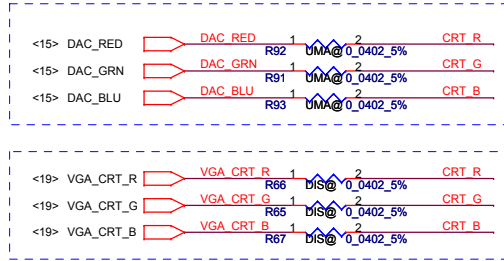 <15> DAC_RED DAC_RED 1 2 CRT_R
R92 UMA@ 0_0402_5%
<15> DAC_GRN DAC_GRN 1 2 CRT_G
R91 UMA@ 0_0402_5%
<15> DAC_BLU DAC_BLU 1 2 CRT_B
R93 UMA@ 0_0402_5%
<19> VGA_CRT_R VGA_CRT_R 1 2 CRT_R
R66 DIS@ 0_0402_5%
<19> VGA_CRT_G VGA_CRT_G 1 2 CRT_G
R65 DIS@ 0_0402_5%
<19> VGA_CRT_B VGA_CRT_B 1 2 CRT_B
R67 DIS@ 0_0402_5%